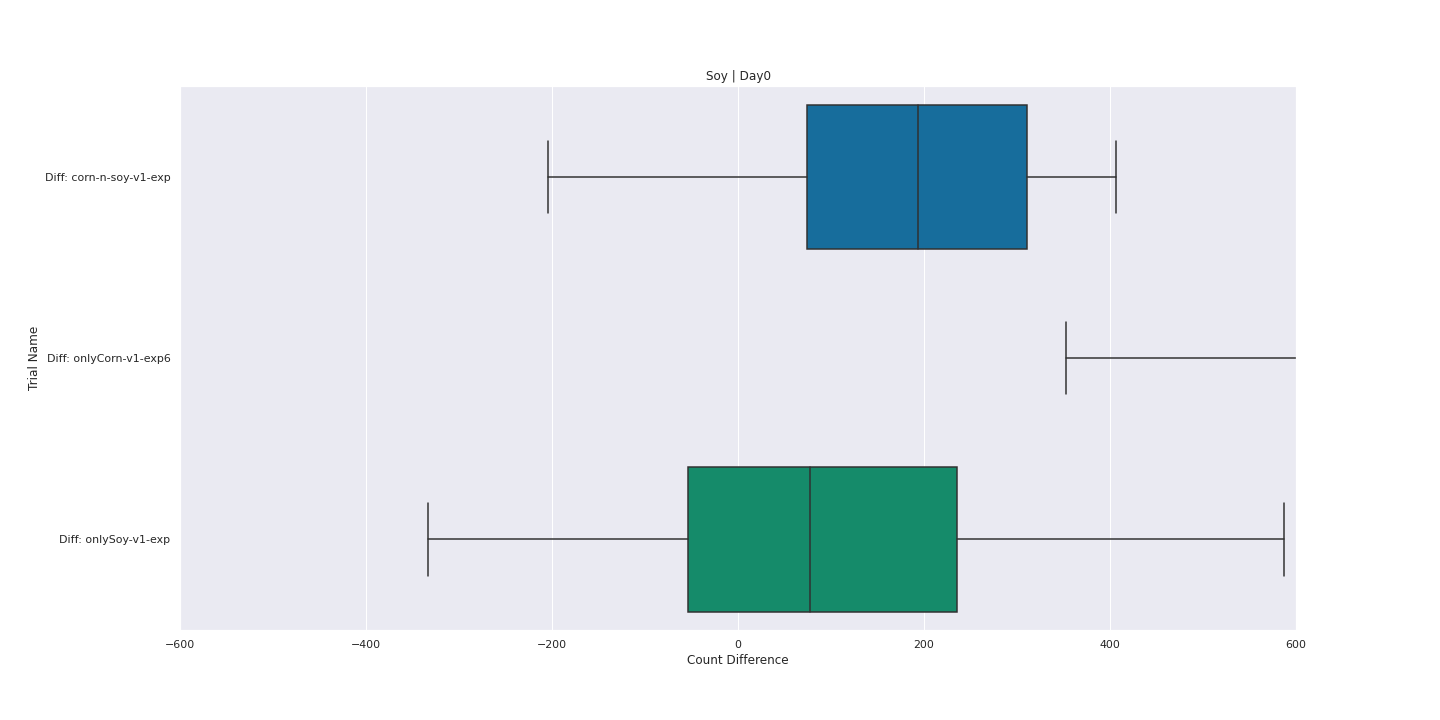 Soy | Day0
Diff: corn-n-soy-v1-exp
Diff: onlyCorn-v1-exp6
Diff: onlySoy-v1-exp
Trial Name
−600 −400 −200 0 200 400 600
Count Difference